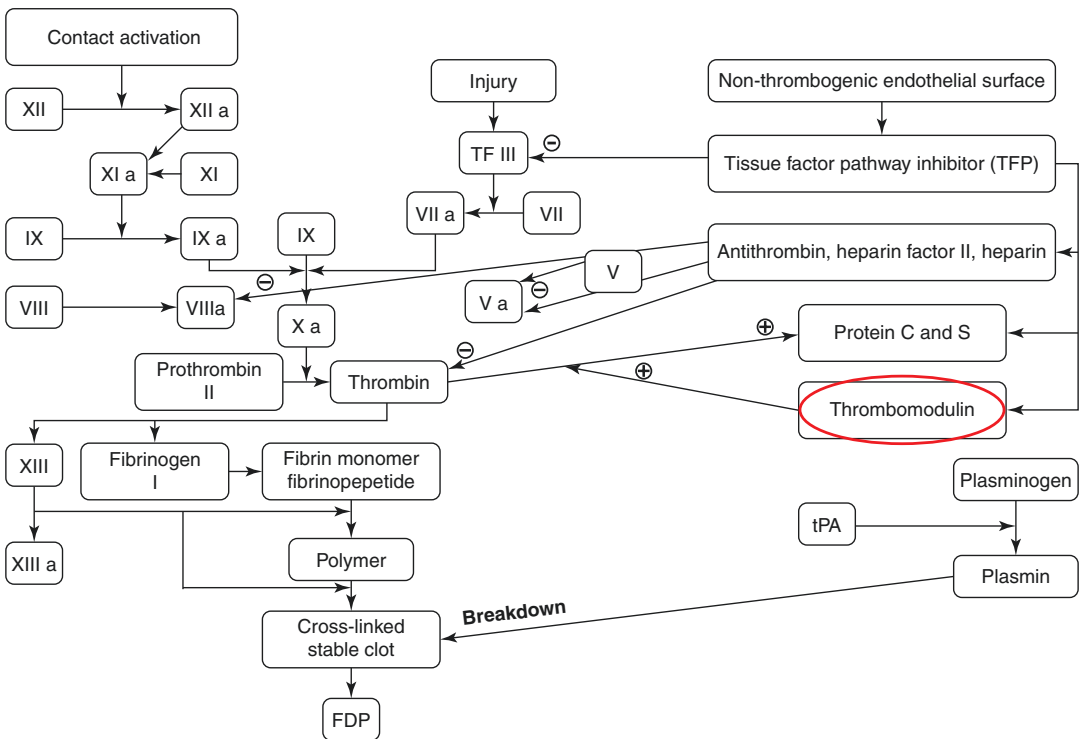 Contact activation
Injury
Non-thrombogenic endothelial surface
XII
XII a
TF III
⊖
Tissue factor pathway inhibitor (TFP)
XI a
XI
VII a
VII
IX
IX a
IX
Antithrombin, heparin factor II, heparin
V
⊖
⊖
VIII
VIIIa
V a
X a
⊕
Protein C and S
⊖
Prothrombin
II
Thrombin
⊕
Thrombomodulin
XIII
Fibrinogen
I
Fibrin monomer
fibrinopepetide
Plasminogen
tPA
XIII a
Polymer
Plasmin
Breakdown
Cross-linked
stable clot
FDP